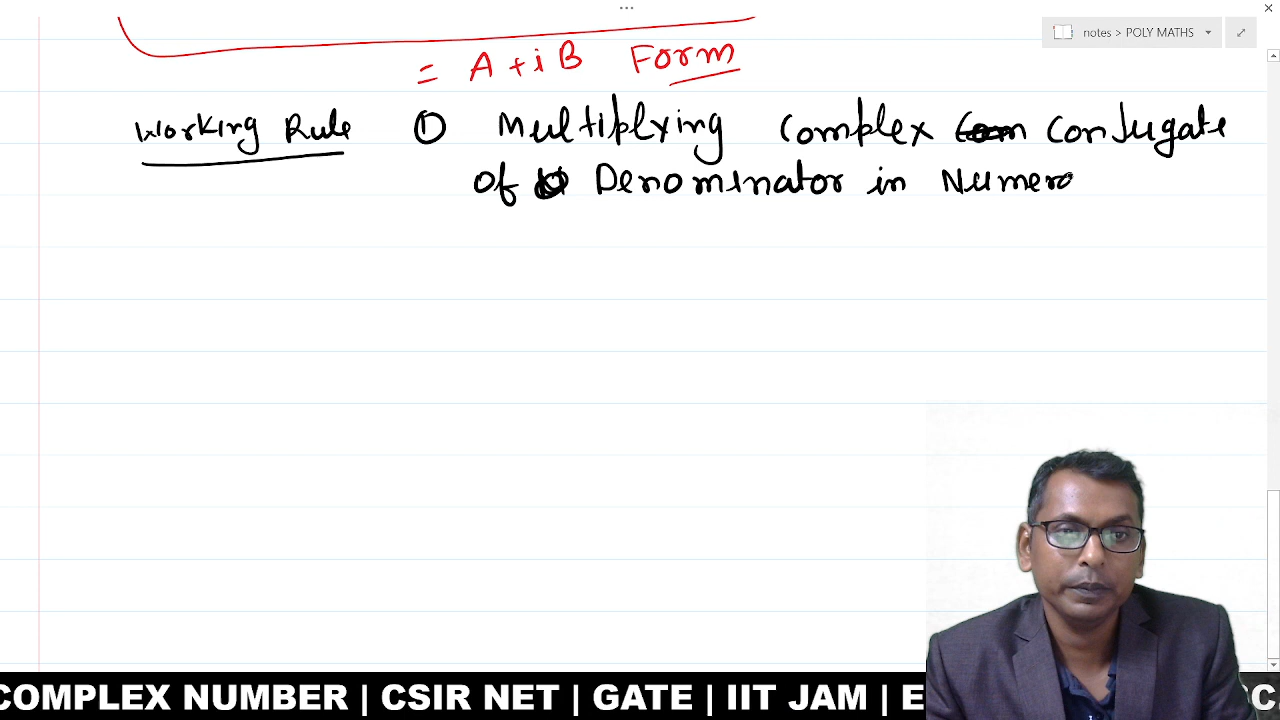 ...
notes > POLY MATHS
= A + i B Form
Working Rule ① Multiplying Complex Conjugate
of Denominator in Numero
COMPLEX NUMBER | CSIR NET | GATE | IIT JAM | E